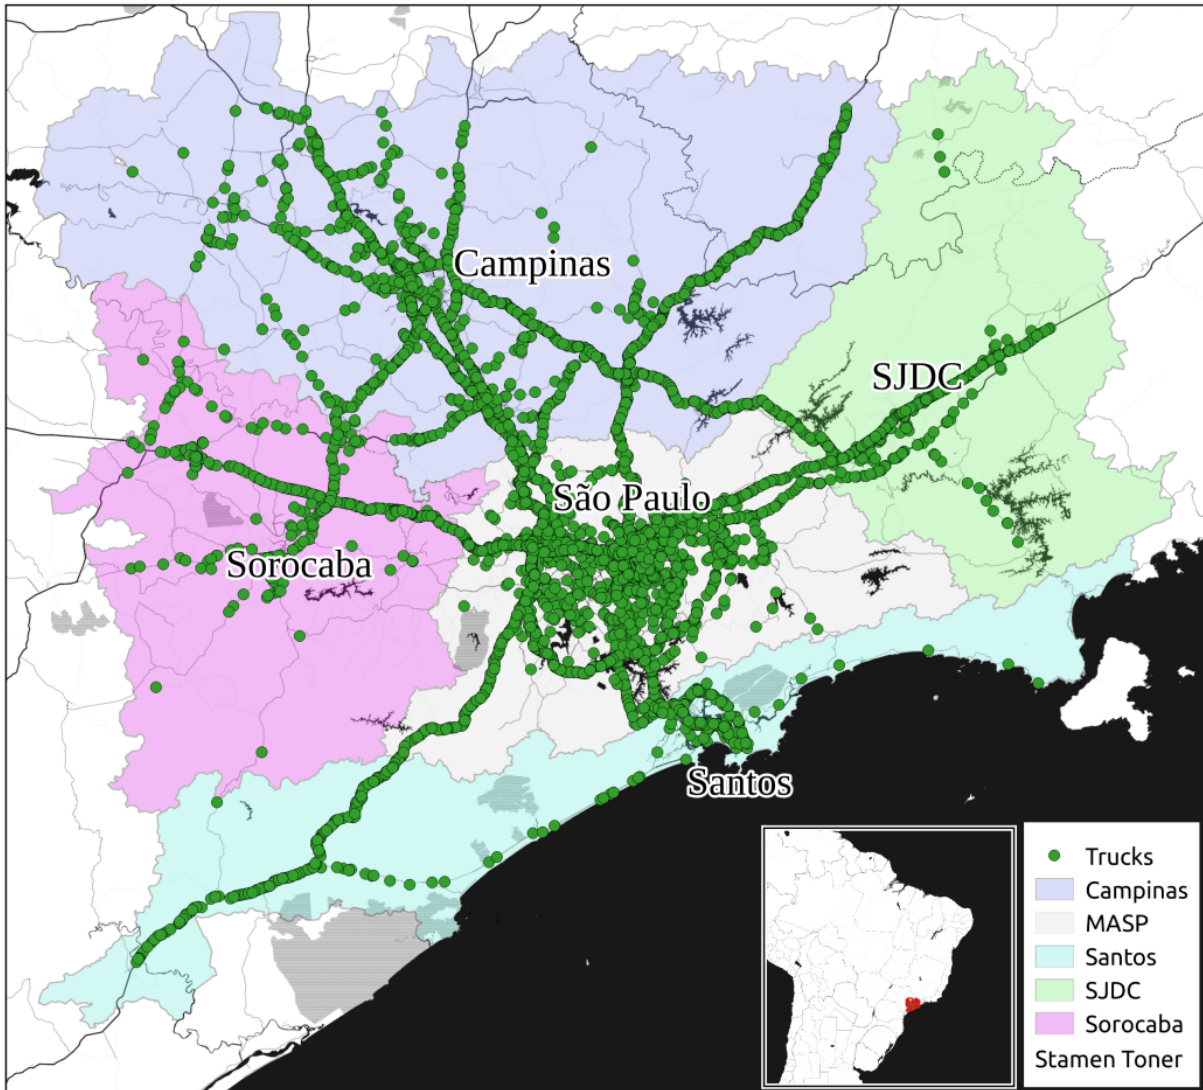 Campinas
SJDC
São Paulo
Sorocaba
Santos
Trucks
Campinas
MASP
Santos
SJDC
Sorocaba
Stamen Toner